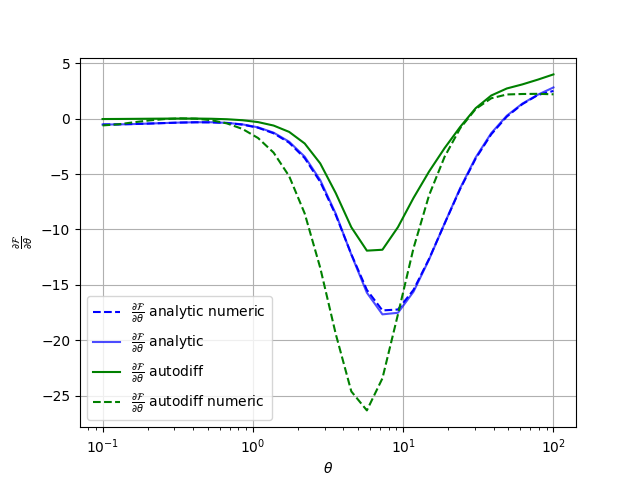 5
0
−5
−10
−15
−20
−25
10⁻¹
10⁰
10¹
10²
∂ℱ/∂θ
θ
∂ℱ/∂θ analytic numeric
∂ℱ/∂θ analytic
∂ℱ/∂θ autodiff
∂ℱ/∂θ autodiff numeric